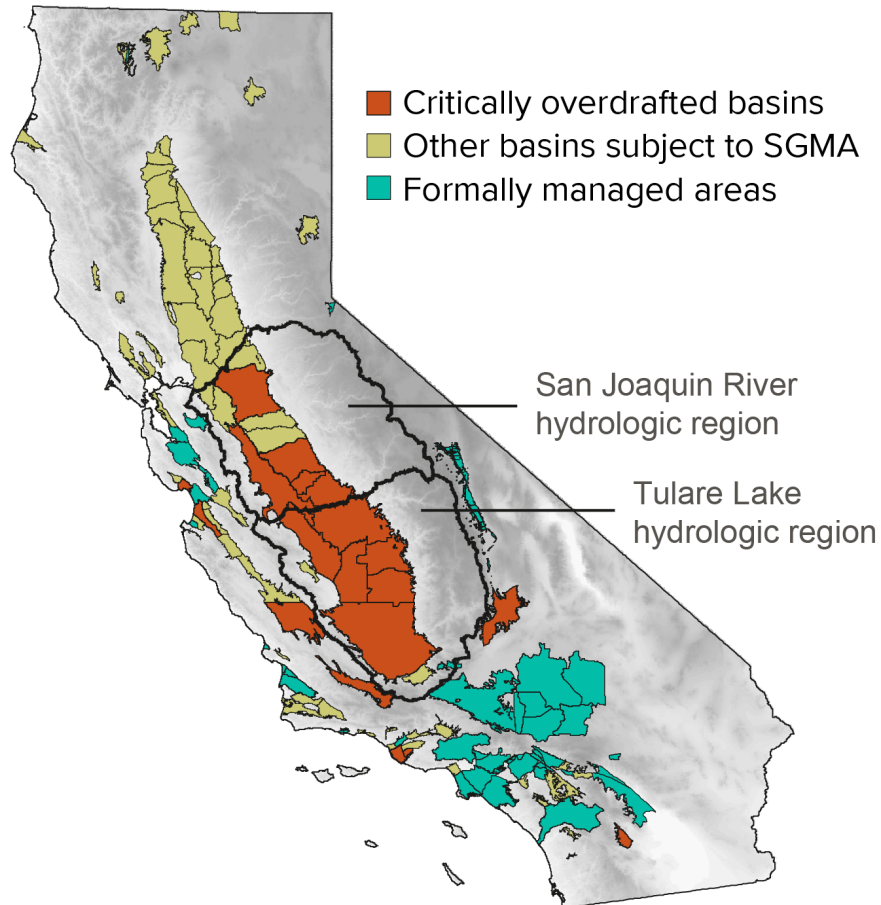 Critically overdrafted basins
Other basins subject to SGMA
Formally managed areas
San Joaquin River
hydrologic region
Tulare Lake
hydrologic region